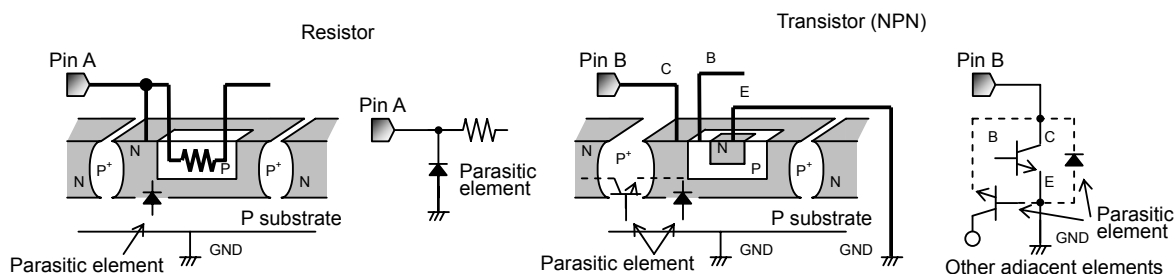 Resistor
Pin A
N
P
N
P+
P+
N
P substrate
Parasitic element
GND
Pin A
Parasitic
element
Transistor (NPN)
Pin B
C
B
E
N
P+
N
P
P+
N
P substrate
Parasitic element
GND
GND
Pin B
B
C
E
Parasitic
element
GND
Other adjacent elements